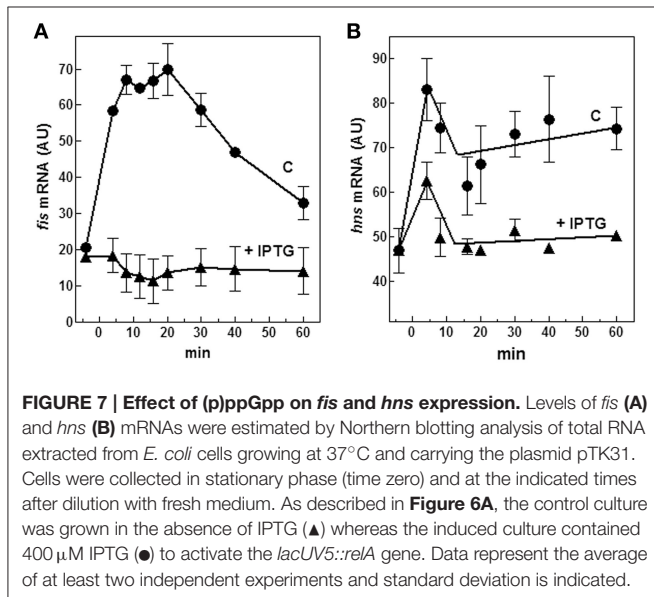 A
B
70
60
50
40
30
20
10
0
fis mRNA (AU)
C
+ IPTG
0 10 20 30 40 50 60
min
90
80
70
60
50
40
hns mRNA (AU)
C
+ IPTG
0 10 20 30 40 50 60
min
FIGURE 7 | Effect of (p)ppGpp on fis and hns expression. Levels of fis (A)
and hns (B) mRNAs were estimated by Northern blotting analysis of total RNA
extracted from E. coli cells growing at 37°C and carrying the plasmid pTK31.
Cells were collected in stationary phase (time zero) and at the indicated times
after dilution with fresh medium. As described in Figure 6A, the control culture
was grown in the absence of IPTG (▲) whereas the induced culture contained
400 μM IPTG (●) to activate the lacUV5::relA gene. Data represent the average
of at least two independent experiments and standard deviation is indicated.